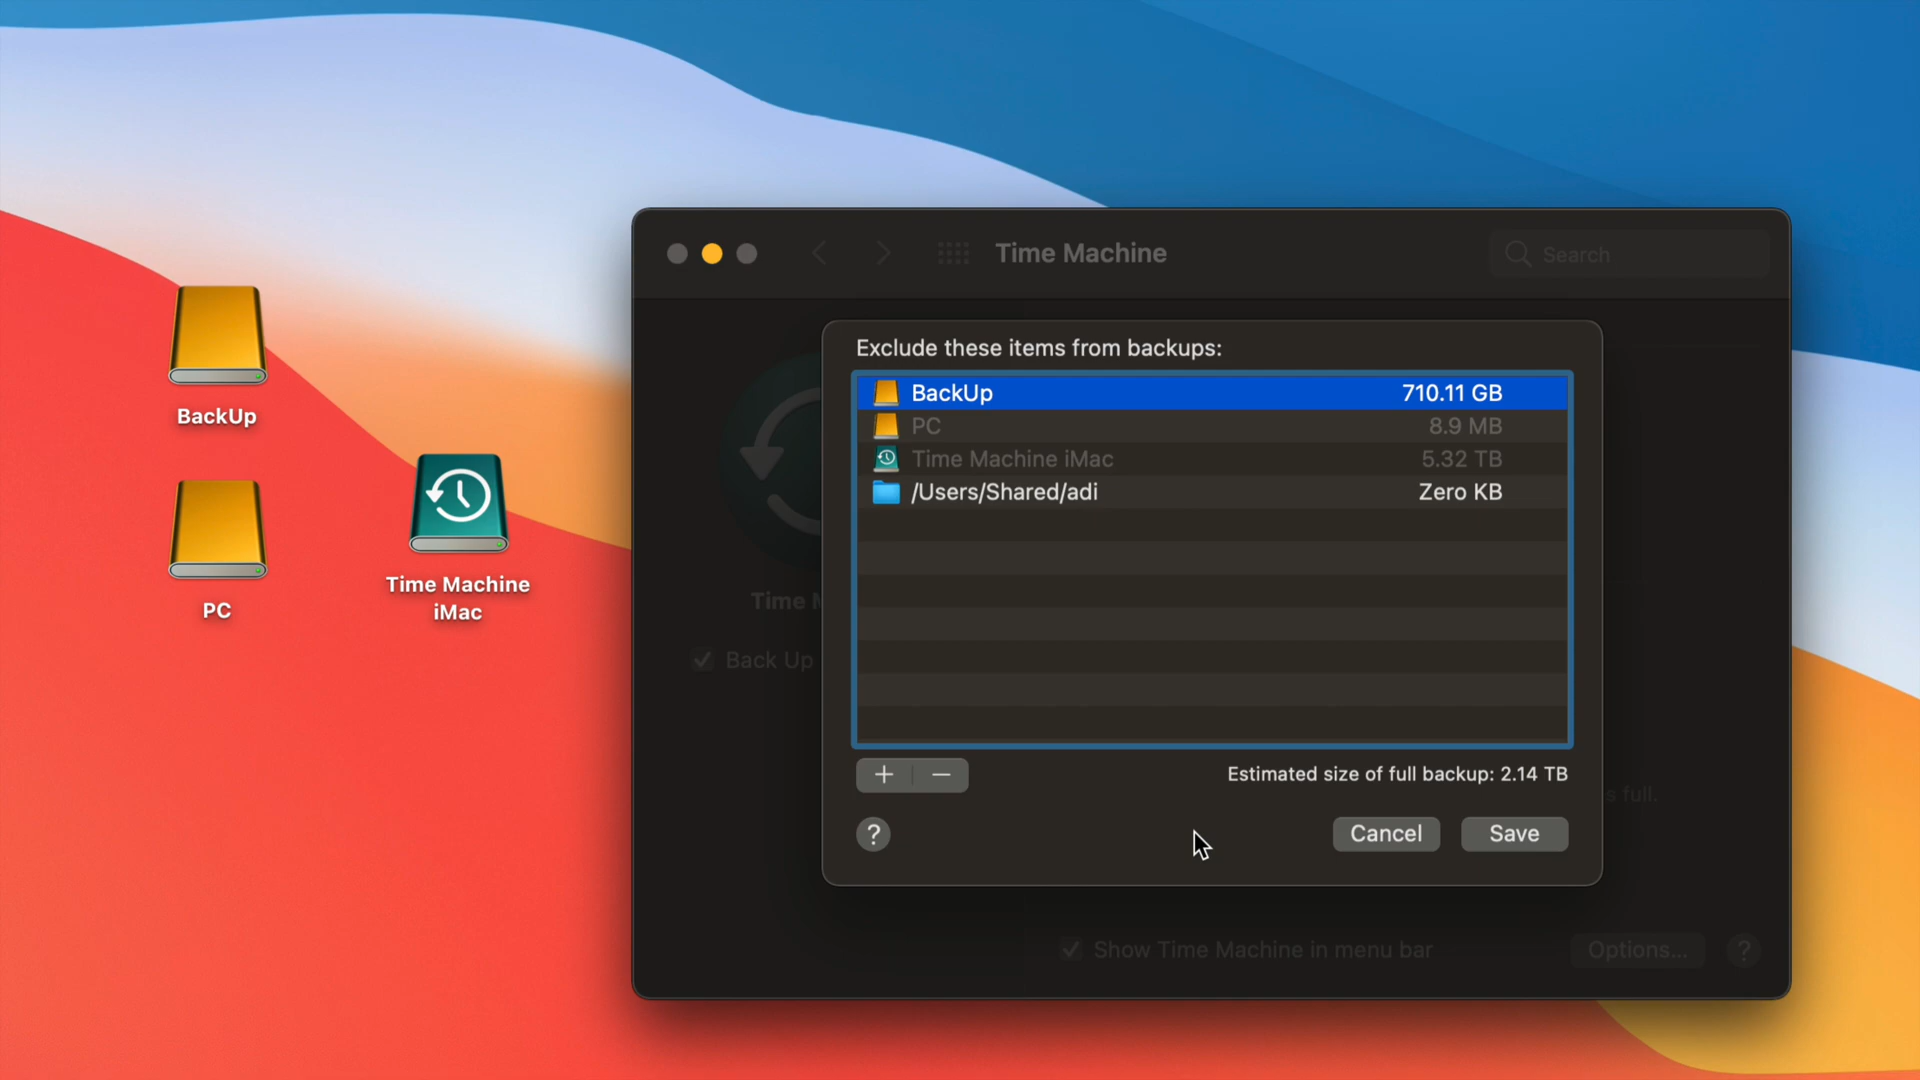 BackUp
PC
Time Machine
iMac
Time Machine
Search
Exclude these items from backups:
BackUp 710.11 GB
PC 8.9 MB
Time Machine iMac 5.32 TB
/Users/Shared/adi Zero KB
Time M
Back Up
+ −
Estimated size of full backup: 2.14 TB
s full.
?
Cancel
Save
Show Time Machine in menu bar
Options...
?